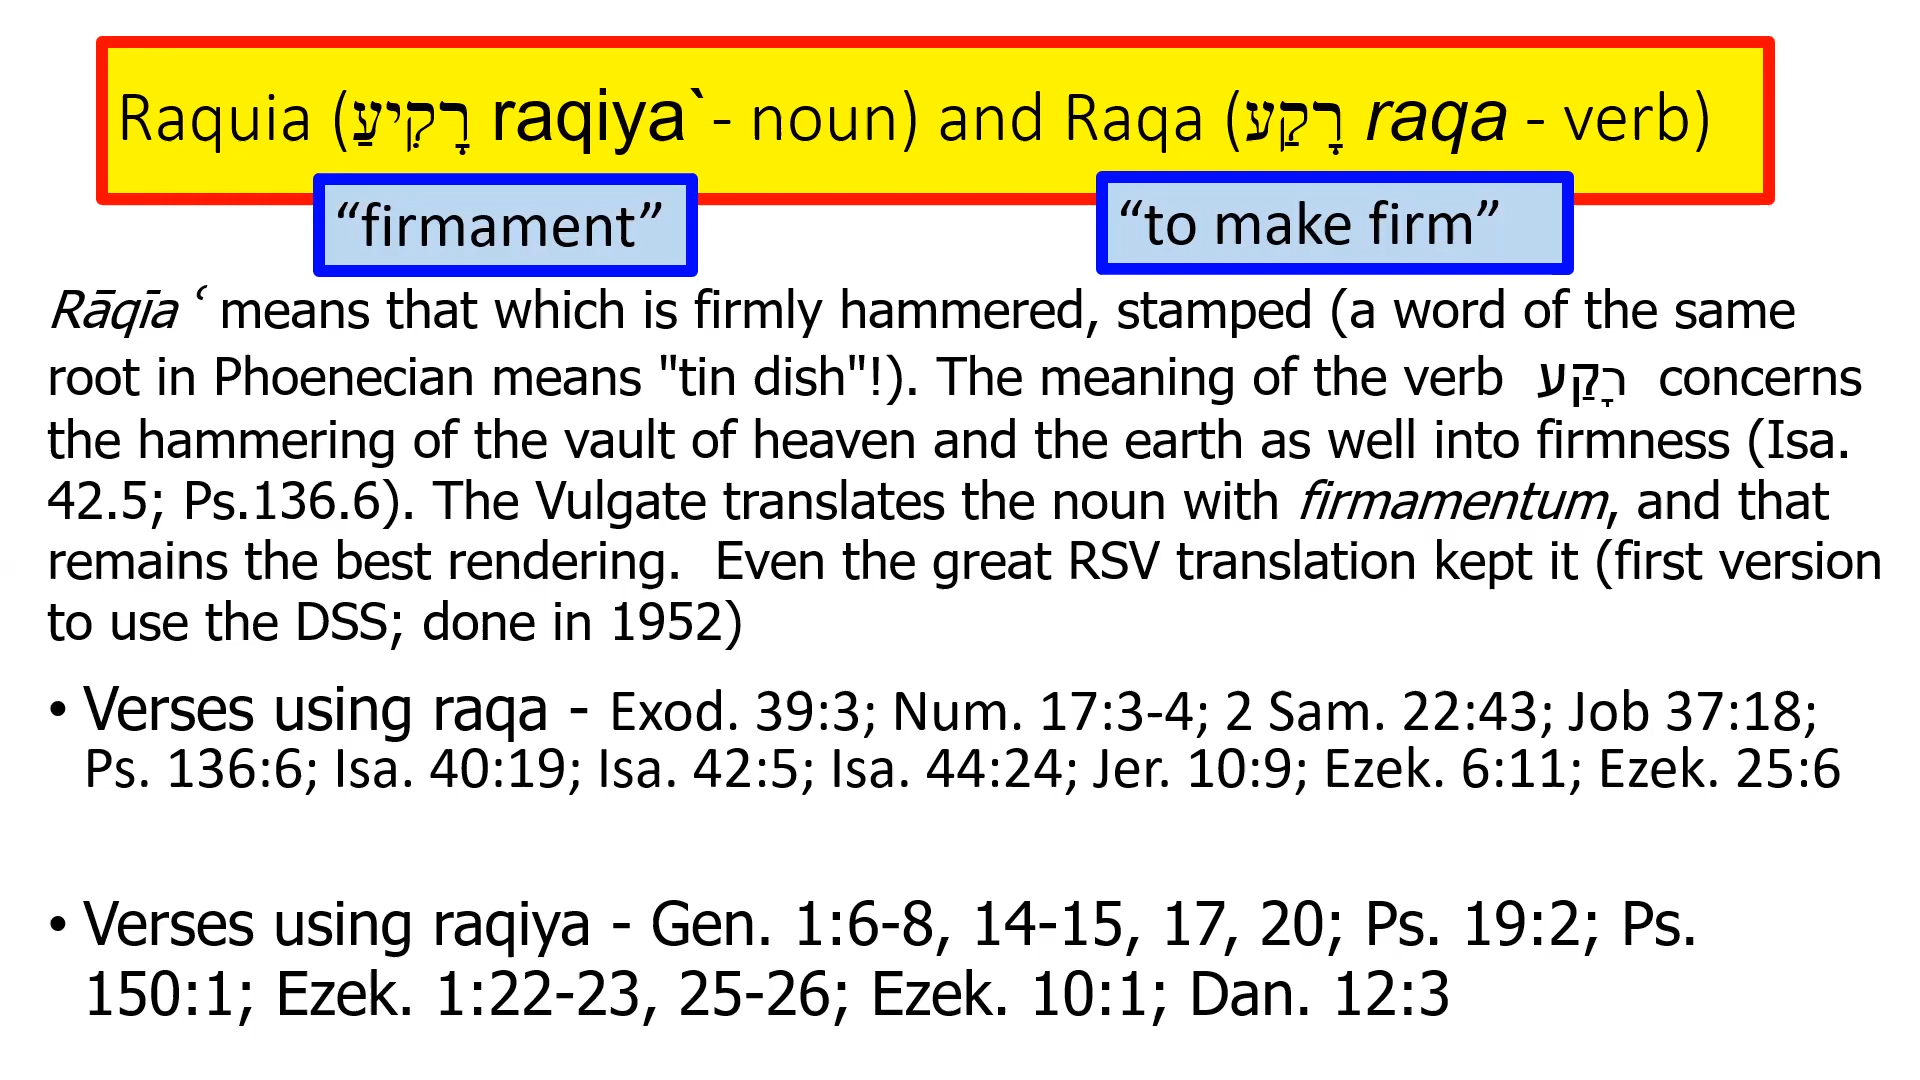 Raquia (רָקִיעַ raqiya`- noun) and Raqa (רָקַע raqa - verb)
“firmament”
“to make firm”
Rāqīa ʿ means that which is firmly hammered, stamped (a word of the same
root in Phoenecian means "tin dish"!). The meaning of the verb רָקַע concerns
the hammering of the vault of heaven and the earth as well into firmness (Isa.
42.5; Ps.136.6). The Vulgate translates the noun with firmamentum, and that
remains the best rendering.  Even the great RSV translation kept it (first version
to use the DSS; done in 1952)
• Verses using raqa - Exod. 39:3; Num. 17:3-4; 2 Sam. 22:43; Job 37:18;
Ps. 136:6; Isa. 40:19; Isa. 42:5; Isa. 44:24; Jer. 10:9; Ezek. 6:11; Ezek. 25:6
• Verses using raqiya - Gen. 1:6-8, 14-15, 17, 20; Ps. 19:2; Ps.
150:1; Ezek. 1:22-23, 25-26; Ezek. 10:1; Dan. 12:3